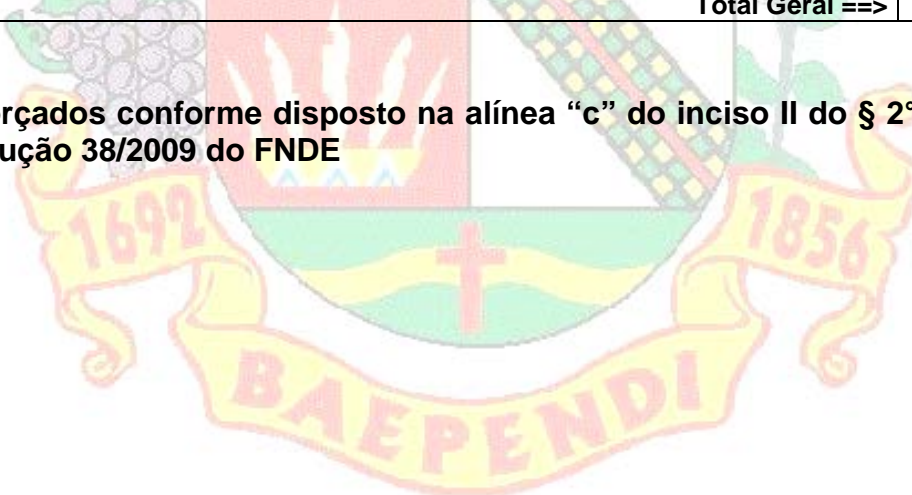 Total Geral ==>
rçados conforme disposto na alínea “c” do inciso II do § 2°
ução 38/2009 do FNDE
1692
1856
BAEPENDI